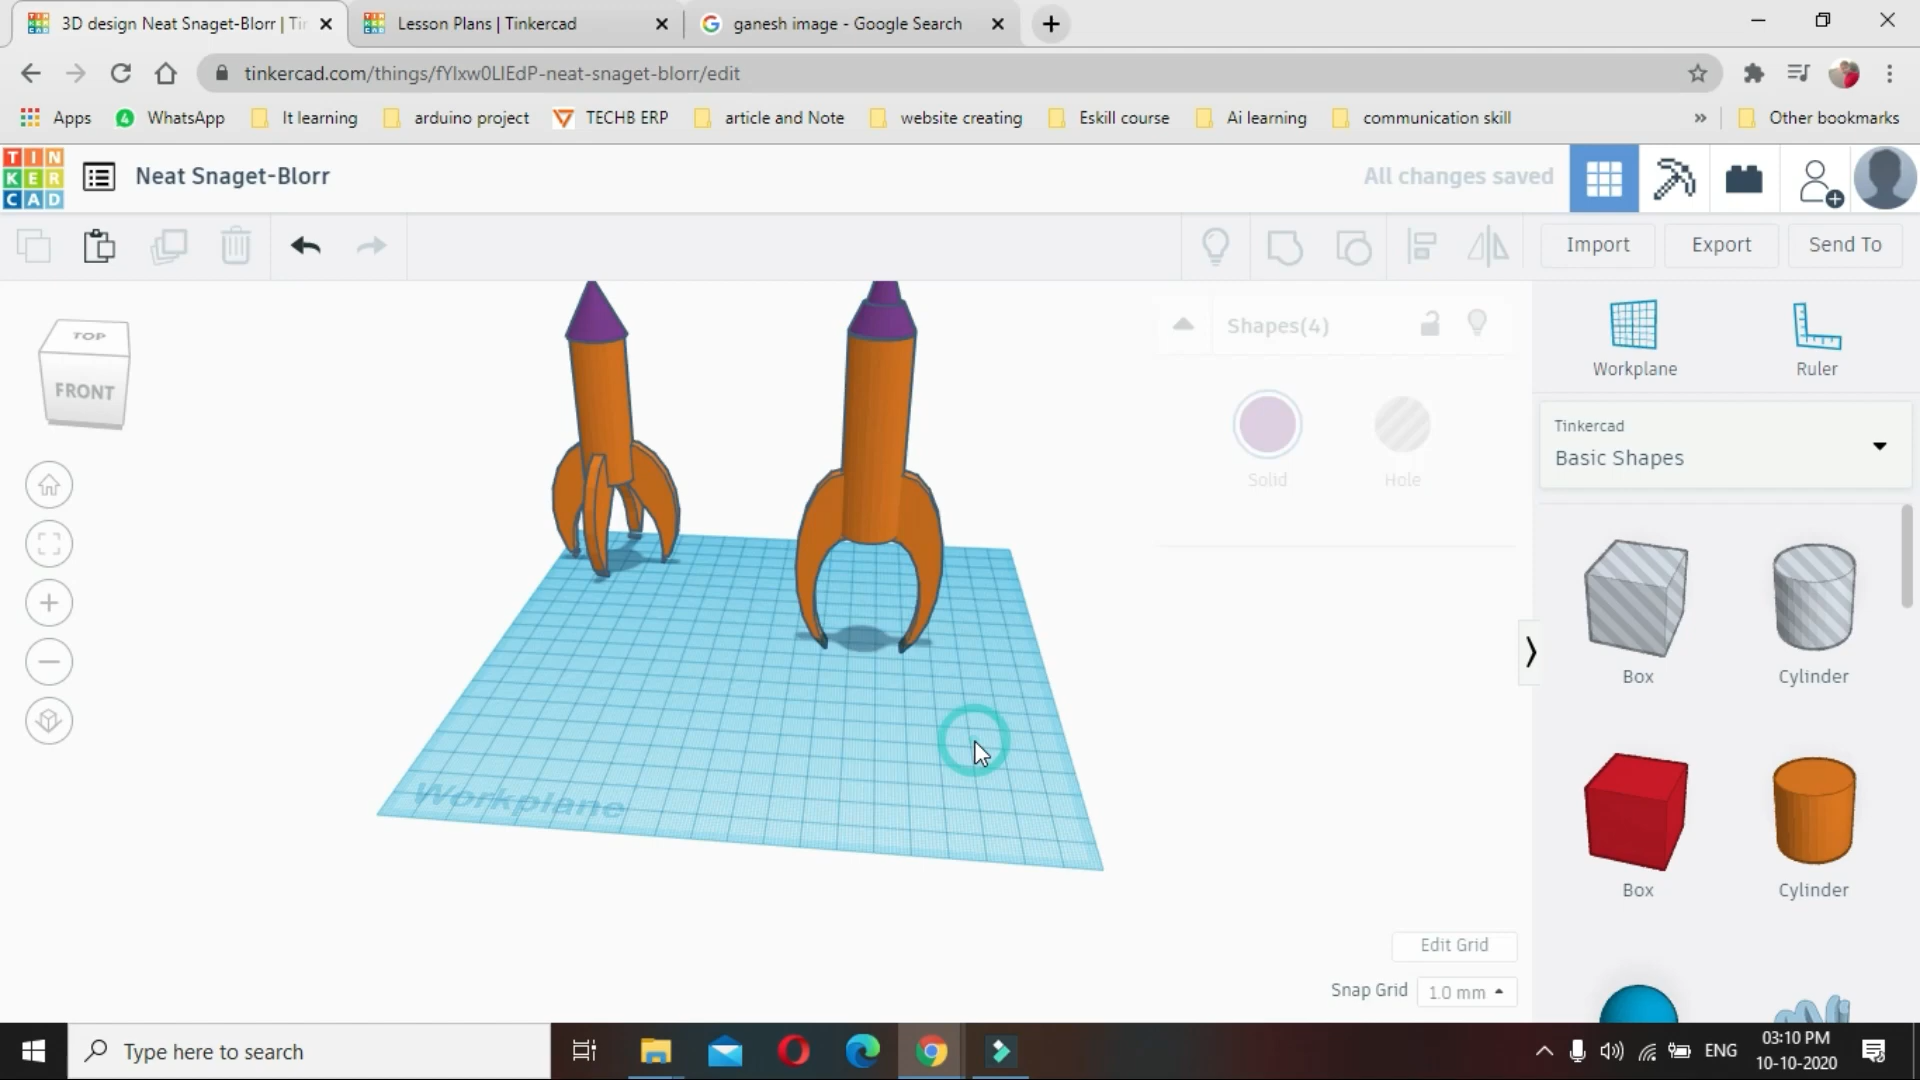 3D design Neat Snaget-Blorr | Tin
Lesson Plans | Tinkercad
ganesh image - Google Search
tinkercad.com/things/fYlxw0LlEdP-neat-snaget-blorr/edit
Apps
WhatsApp
It learning
arduino project
TECHB ERP
article and Note
website creating
Eskill course
Ai learning
communication skill
»
Other bookmarks
TIN
KER
CAD
Neat Snaget-Blorr
All changes saved
Import
Export
Send To
TOP
FRONT
Shapes(4)
Solid
Hole
Workplane
Ruler
Tinkercad
Basic Shapes
Box
Cylinder
Box
Cylinder
Workplane
Edit Grid
Snap Grid
1.0 mm
Type here to search
ENG
03:10 PM
10-10-2020